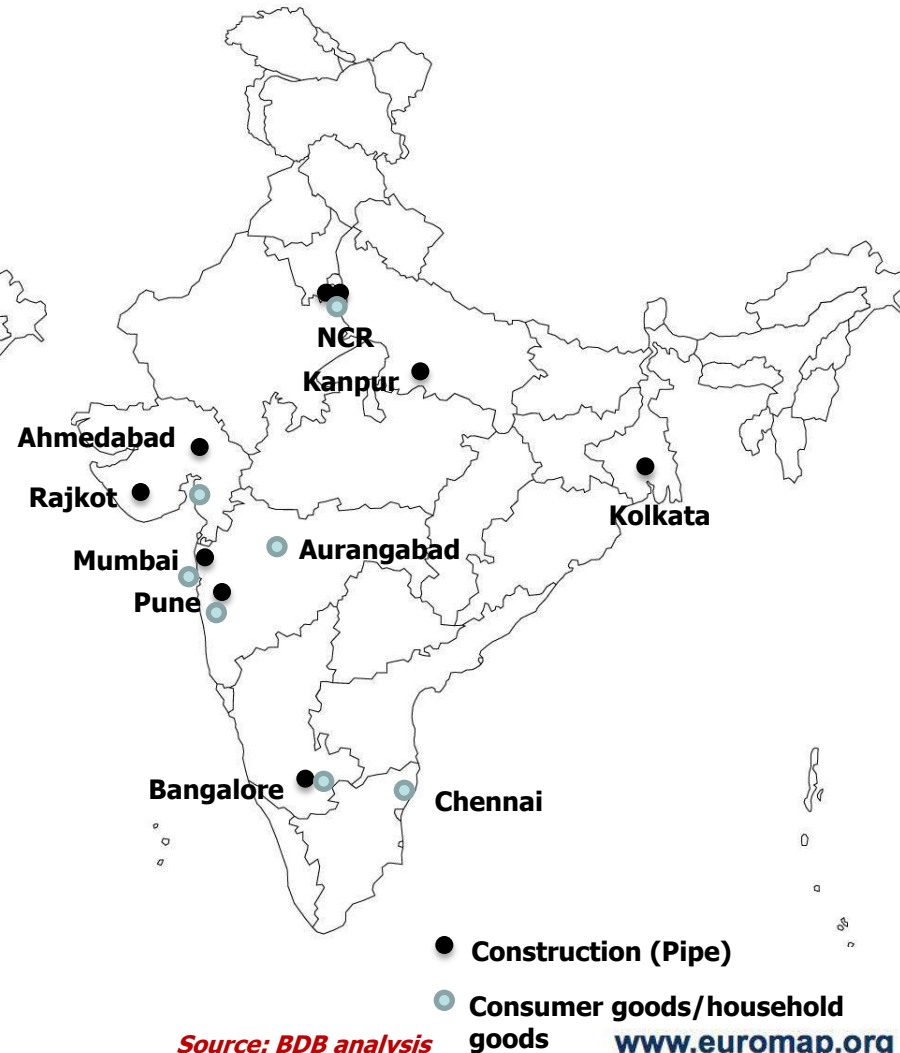 NCR
Kanpur
Ahmedabad
Rajkot
Kolkata
Mumbai
Aurangabad
Pune
Bangalore
Chennai
Construction (Pipe)
Consumer goods/household
goods
Source: BDB analysis
www.euromap.org